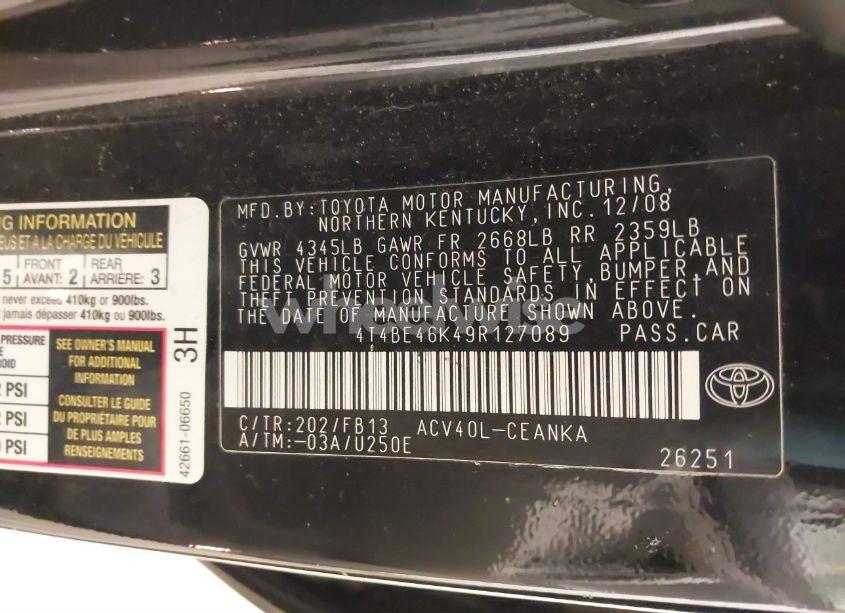 G INFORMATION
EUS ET A LA CHARGE DU VÉHICULE
5 FRONT AVANT: 2 REAR ARRIÈRE: 3
never exceed 410kg or 900lbs.
jamais dépasser 410kg ou 900lbs.
PRESSURE
SEE OWNER'S MANUAL
FOR ADDITIONAL
INFORMATION
CONSULTER LE GUIDE
DU PROPRIÉTAIRE POUR
DE PLUS AMPLES
RENSEIGNEMENTS
PSI
PSI
PSI
3H
42661-06650
MFD.BY:TOYOTA MOTOR MANUFACTURING,
NORTHERN KENTUCKY,INC.12/08
GVWR 4345LB GAWR FR 2668LB RR 2359LB
THIS VEHICLE CONFORMS TO ALL APPLICABLE
FEDERAL MOTOR VEHICLE SAFETY,BUMPER,AND
THEFT PREVENTION STANDARDS IN EFFECT ON
THE DATE OF MANUFACTURE SHOWN ABOVE.
4T4BE46K49R127089 PASS.CAR
C/TR:202/FB13 ACV40L-CEANKA
A/TM:-03A/U250E
26251